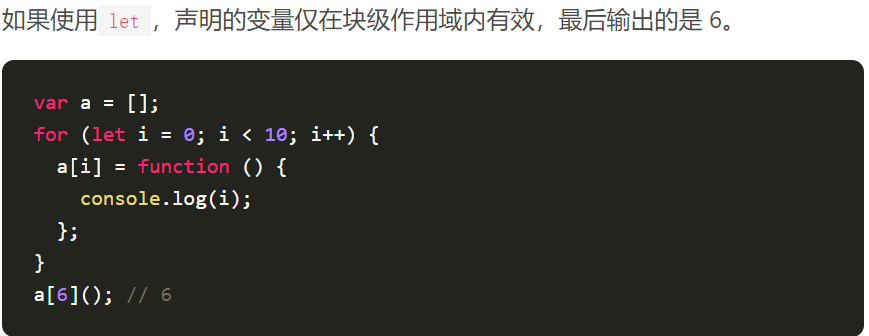 如果使用 let ，声明的变量仅在块级作用域内有效，最后输出的是 6。
var a = [];
for (let i = 0; i < 10; i++) {
  a[i] = function () {
    console.log(i);
  };
}
a[6](); // 6